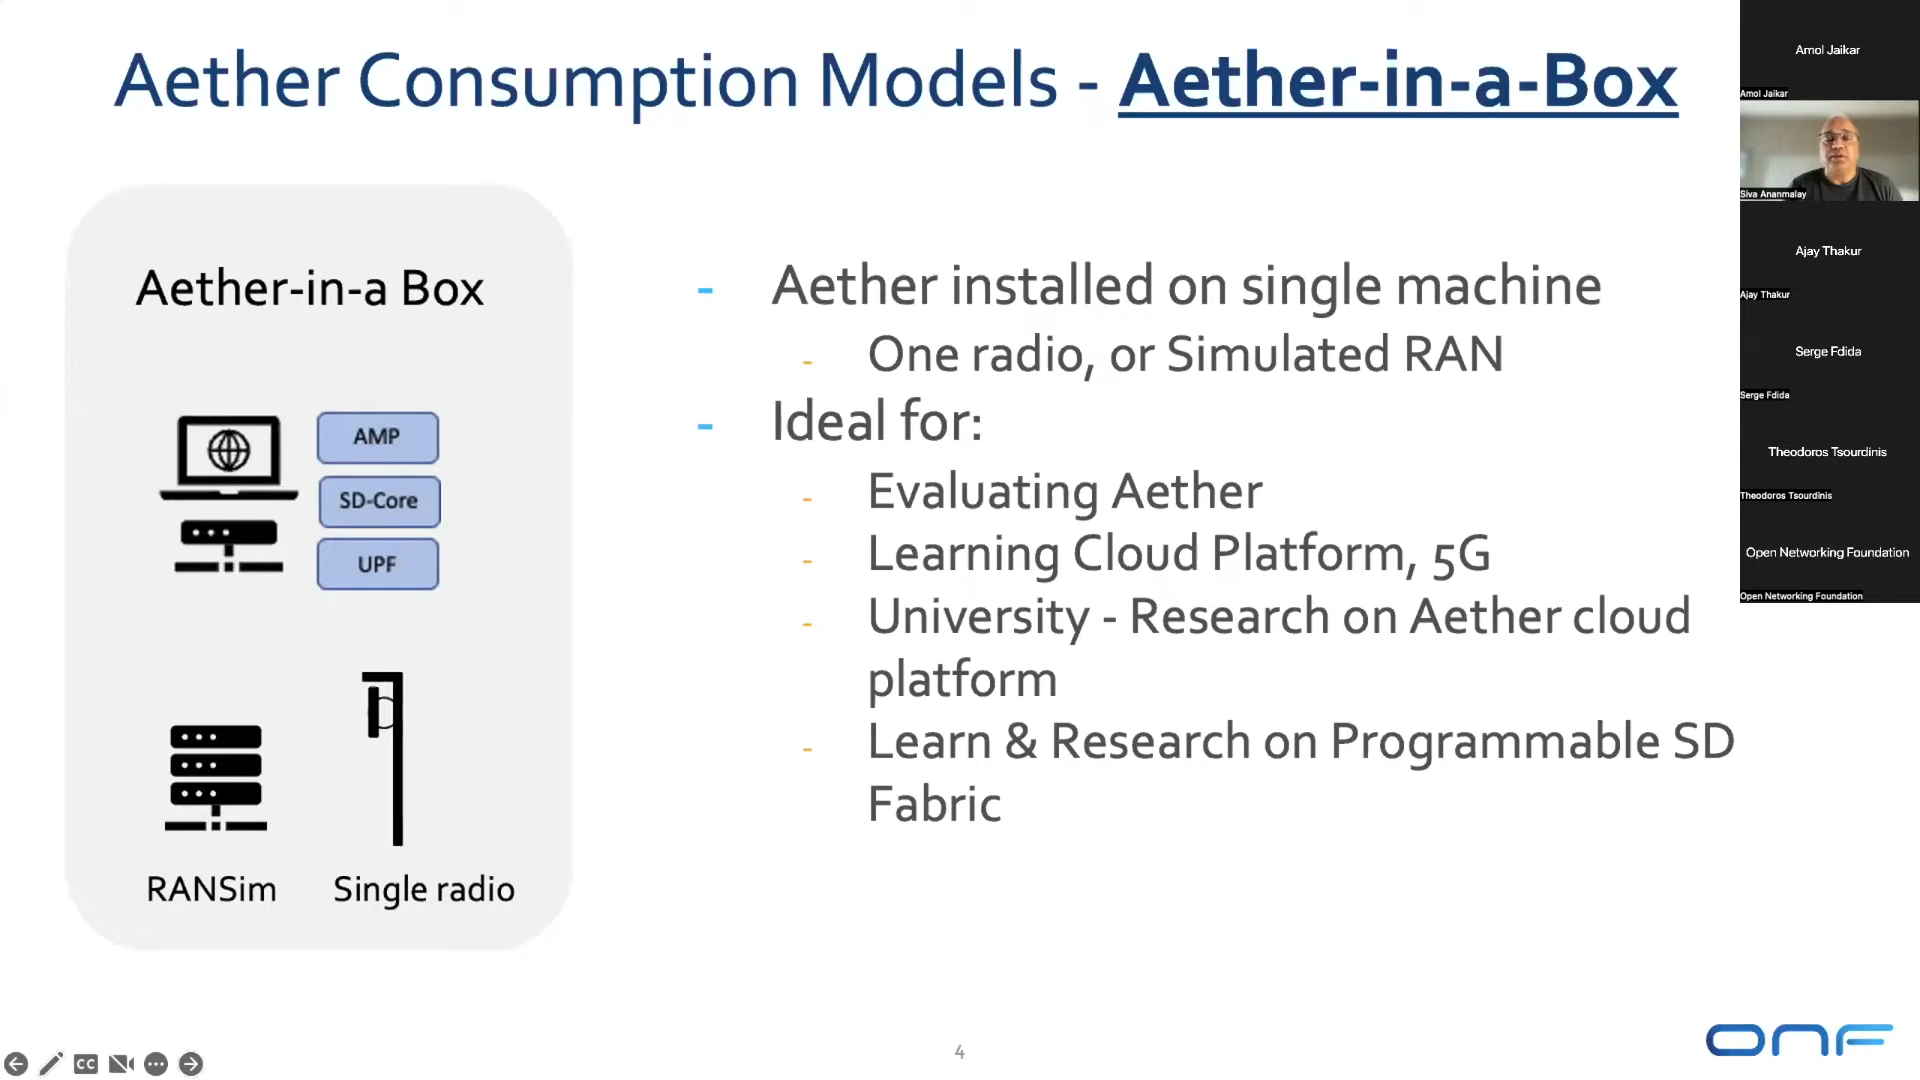 Aether Consumption Models - Aether-in-a-Box
Aether-in-a Box
AMP
SD-Core
UPF
RANSim
Single radio
- Aether installed on single machine
- One radio, or Simulated RAN
- Ideal for:
- Evaluating Aether
- Learning Cloud Platform, 5G
- University - Research on Aether cloud
platform
- Learn & Research on Programmable SD
Fabric
4
ONF
CC
Amol Jaikar
Amol Jaikar
Siva Ananmalay
Ajay Thakur
Ajay Thakur
Serge Fdida
Serge Fdida
Theodoros Tsourdinis
Theodoros Tsourdinis
Open Networking Foundation
Open Networking Foundation